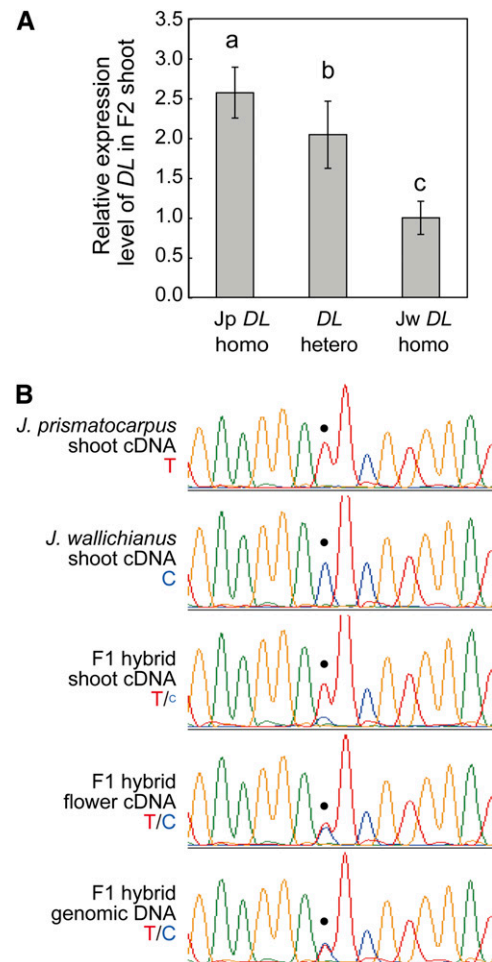 A
Relative expression
level of DL in F2 shoot
3.5
3.0
2.5
2.0
1.5
1.0
0.5
0.0
a
b
c
Jp DL
homo
DL
hetero
Jw DL
homo
B
J. prismatocarpus
shoot cDNA
T
J. wallichianus
shoot cDNA
C
F1 hybrid
shoot cDNA
T/c
F1 hybrid
flower cDNA
T/C
F1 hybrid
genomic DNA
T/C